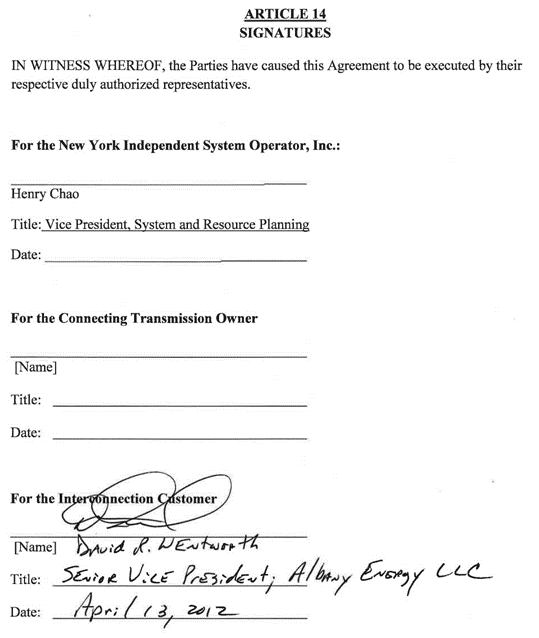 ARTICLE 14
SIGNATURES
IN WITNESS WHEREOF, the Parties have caused this Agreement to be executed by their
respective duly authorized representatives.
For the New York Independent System Operator, Inc.:
Henry Chao
Title: Vice President, System and Resource Planning
Date:
For the Connecting Transmission Owner
[Name]
Title:
Date:
For the Interconnection Customer
[Name] David R. Wentworth
Title: Senior Vice President, Albany Energy LLC
Date: April 13, 2012